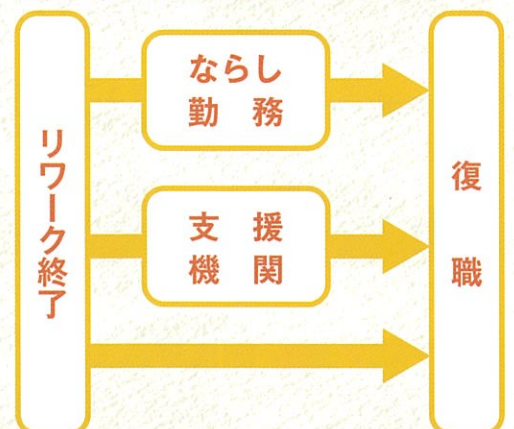 リワーク終了
ならし
勤　務
支　援
機　関
復　職